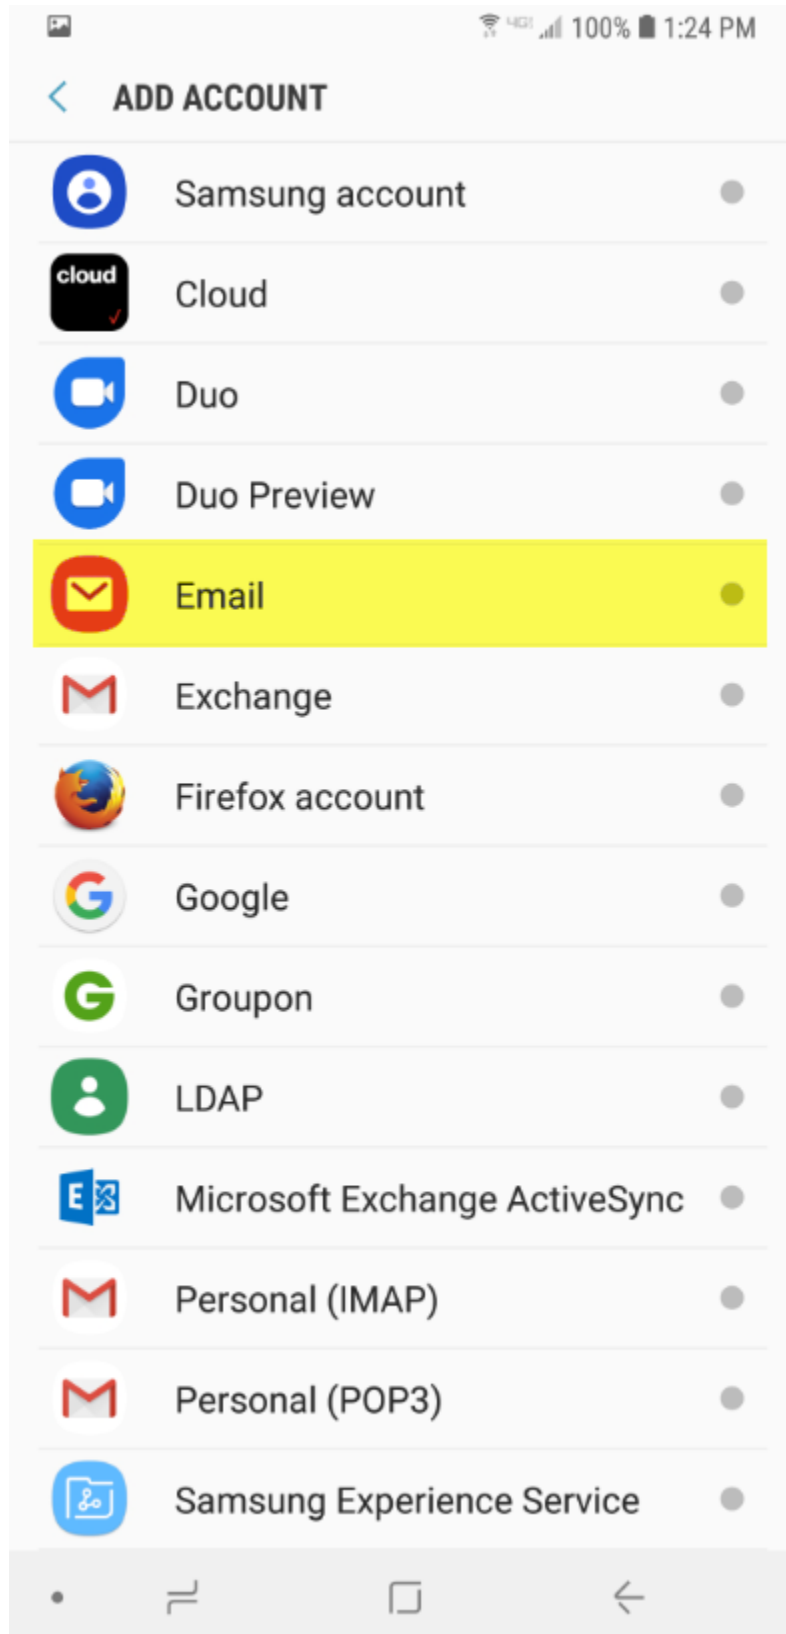 100% 1:24 PM
ADD ACCOUNT
Samsung account
cloud
Cloud
Duo
Duo Preview
Email
Exchange
Firefox account
Google
Groupon
LDAP
Microsoft Exchange ActiveSync
Personal (IMAP)
Personal (POP3)
Samsung Experience Service